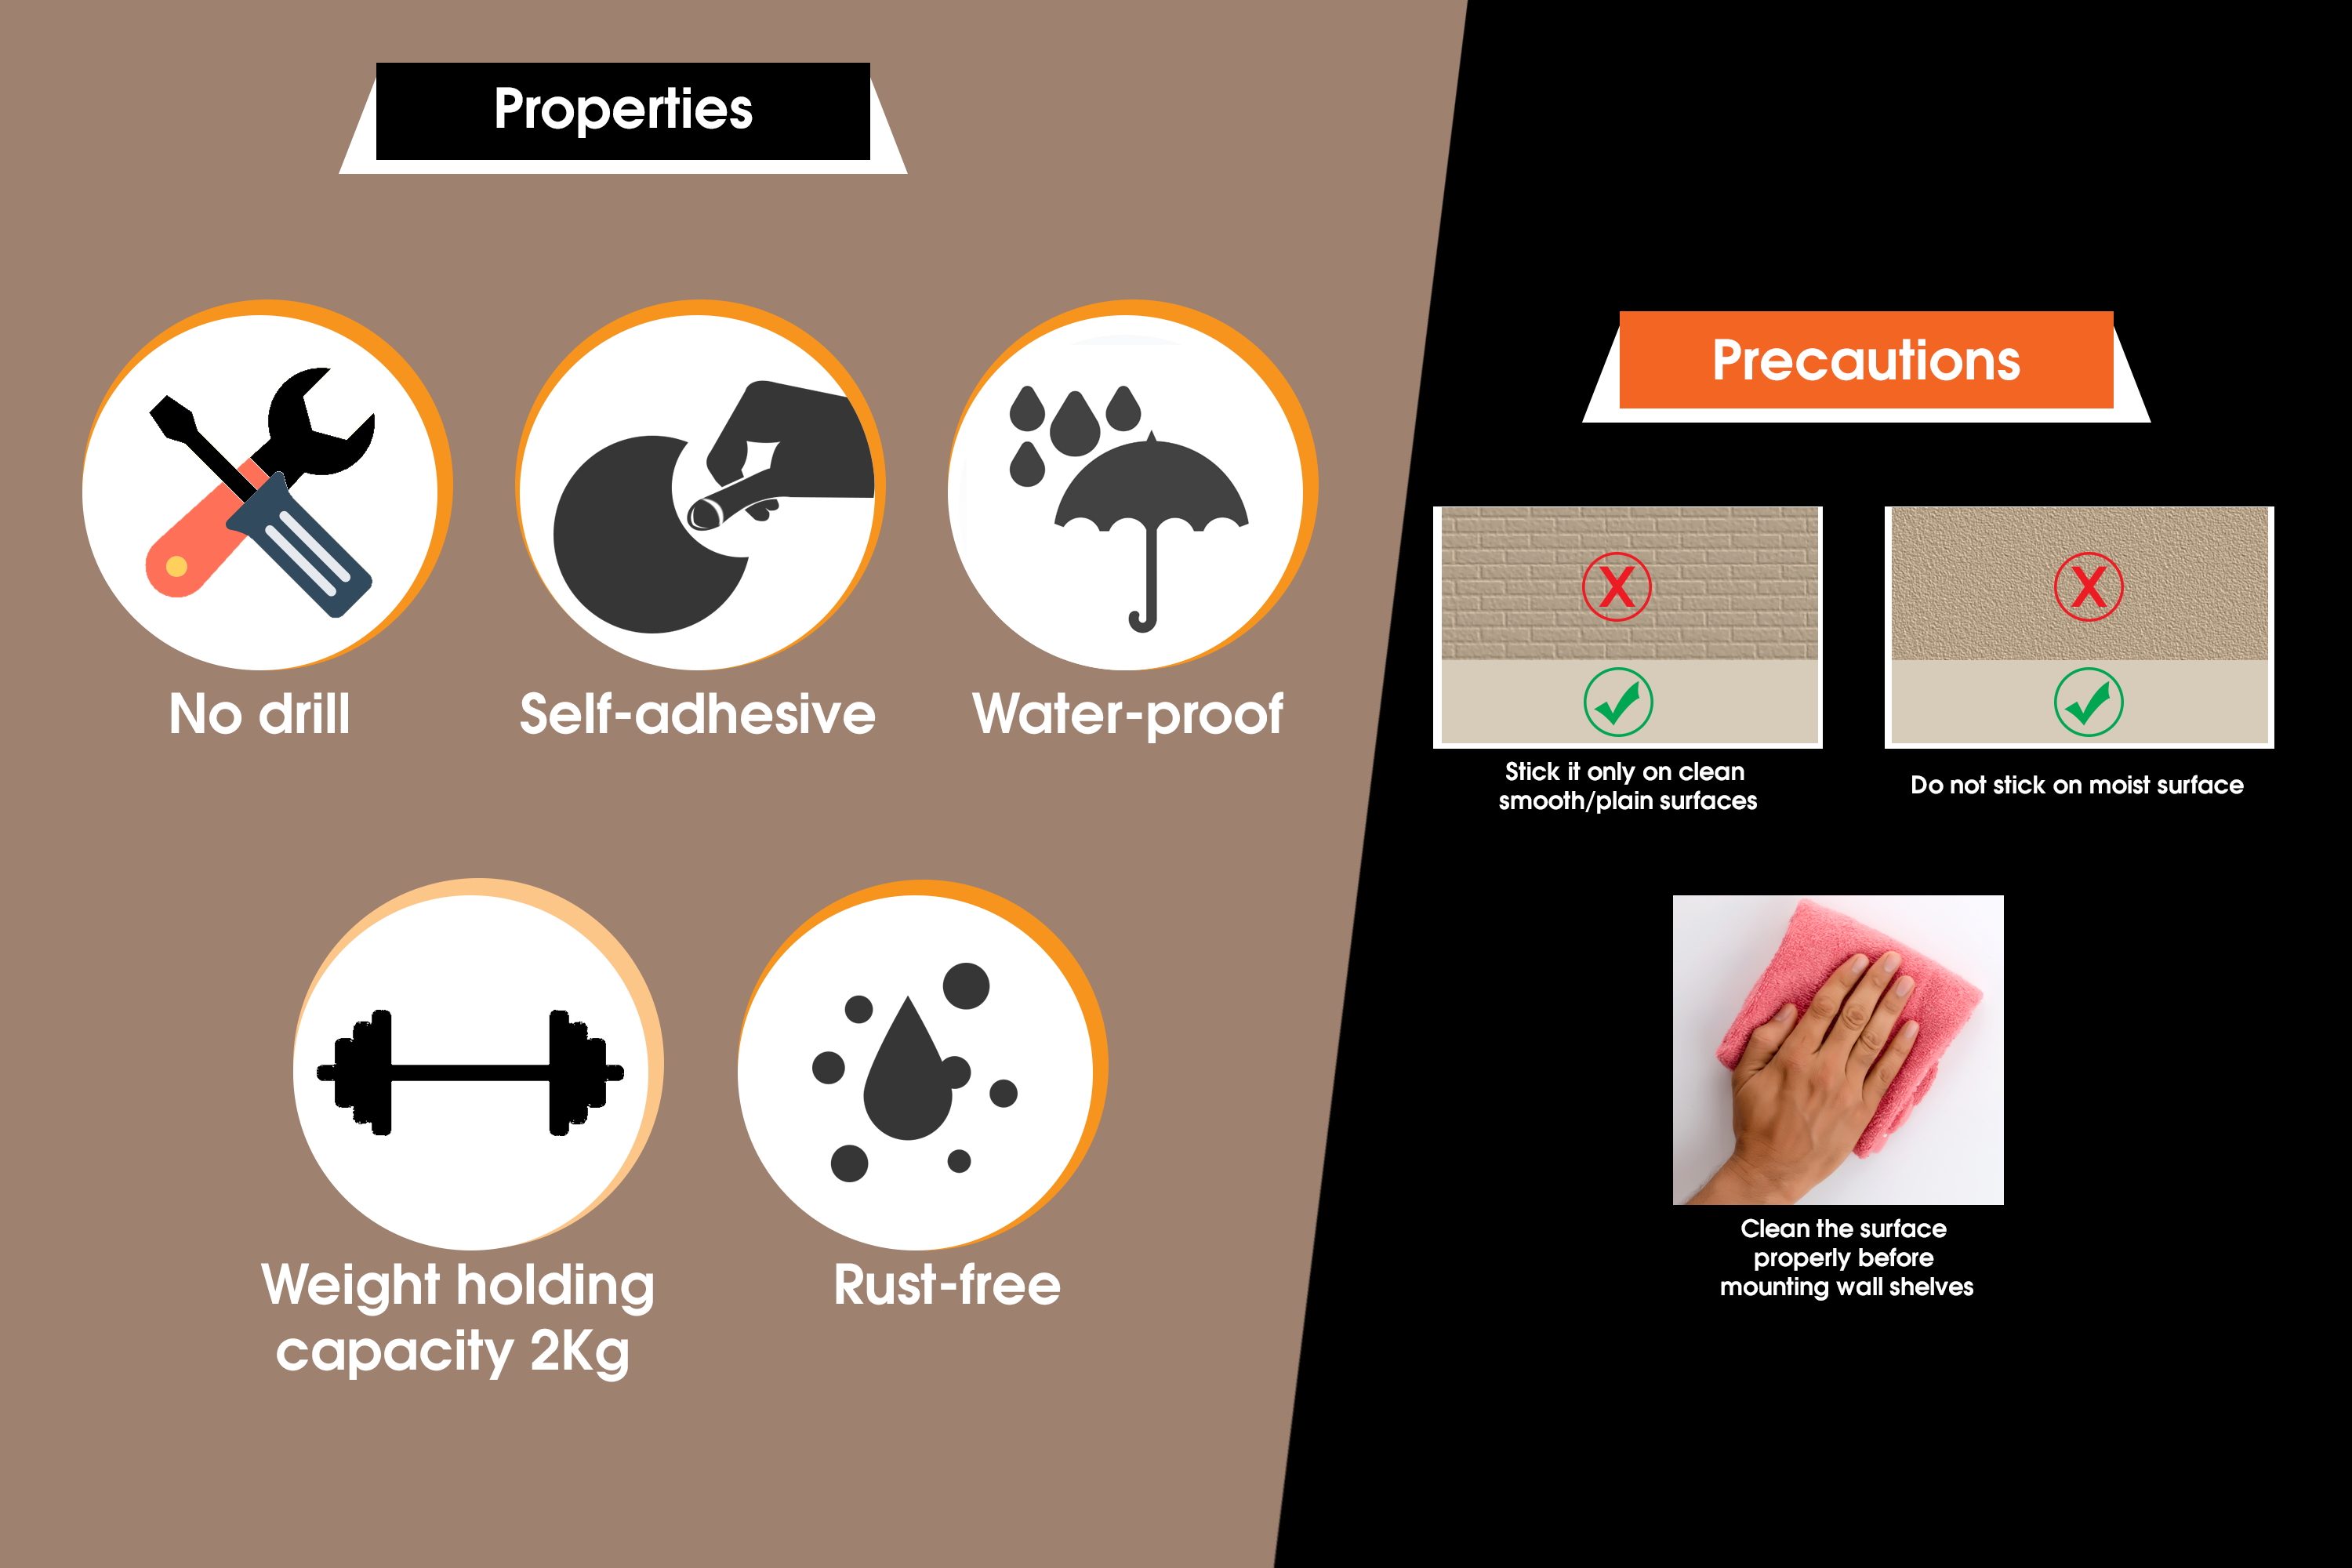 Properties
No drill
Self-adhesive
Water-proof
Weight holding
capacity 2Kg
Rust-free
Precautions
X
X
Stick it only on clean
smooth/plain surfaces
Do not stick on moist surface
Clean the surface
properly before
mounting wall shelves